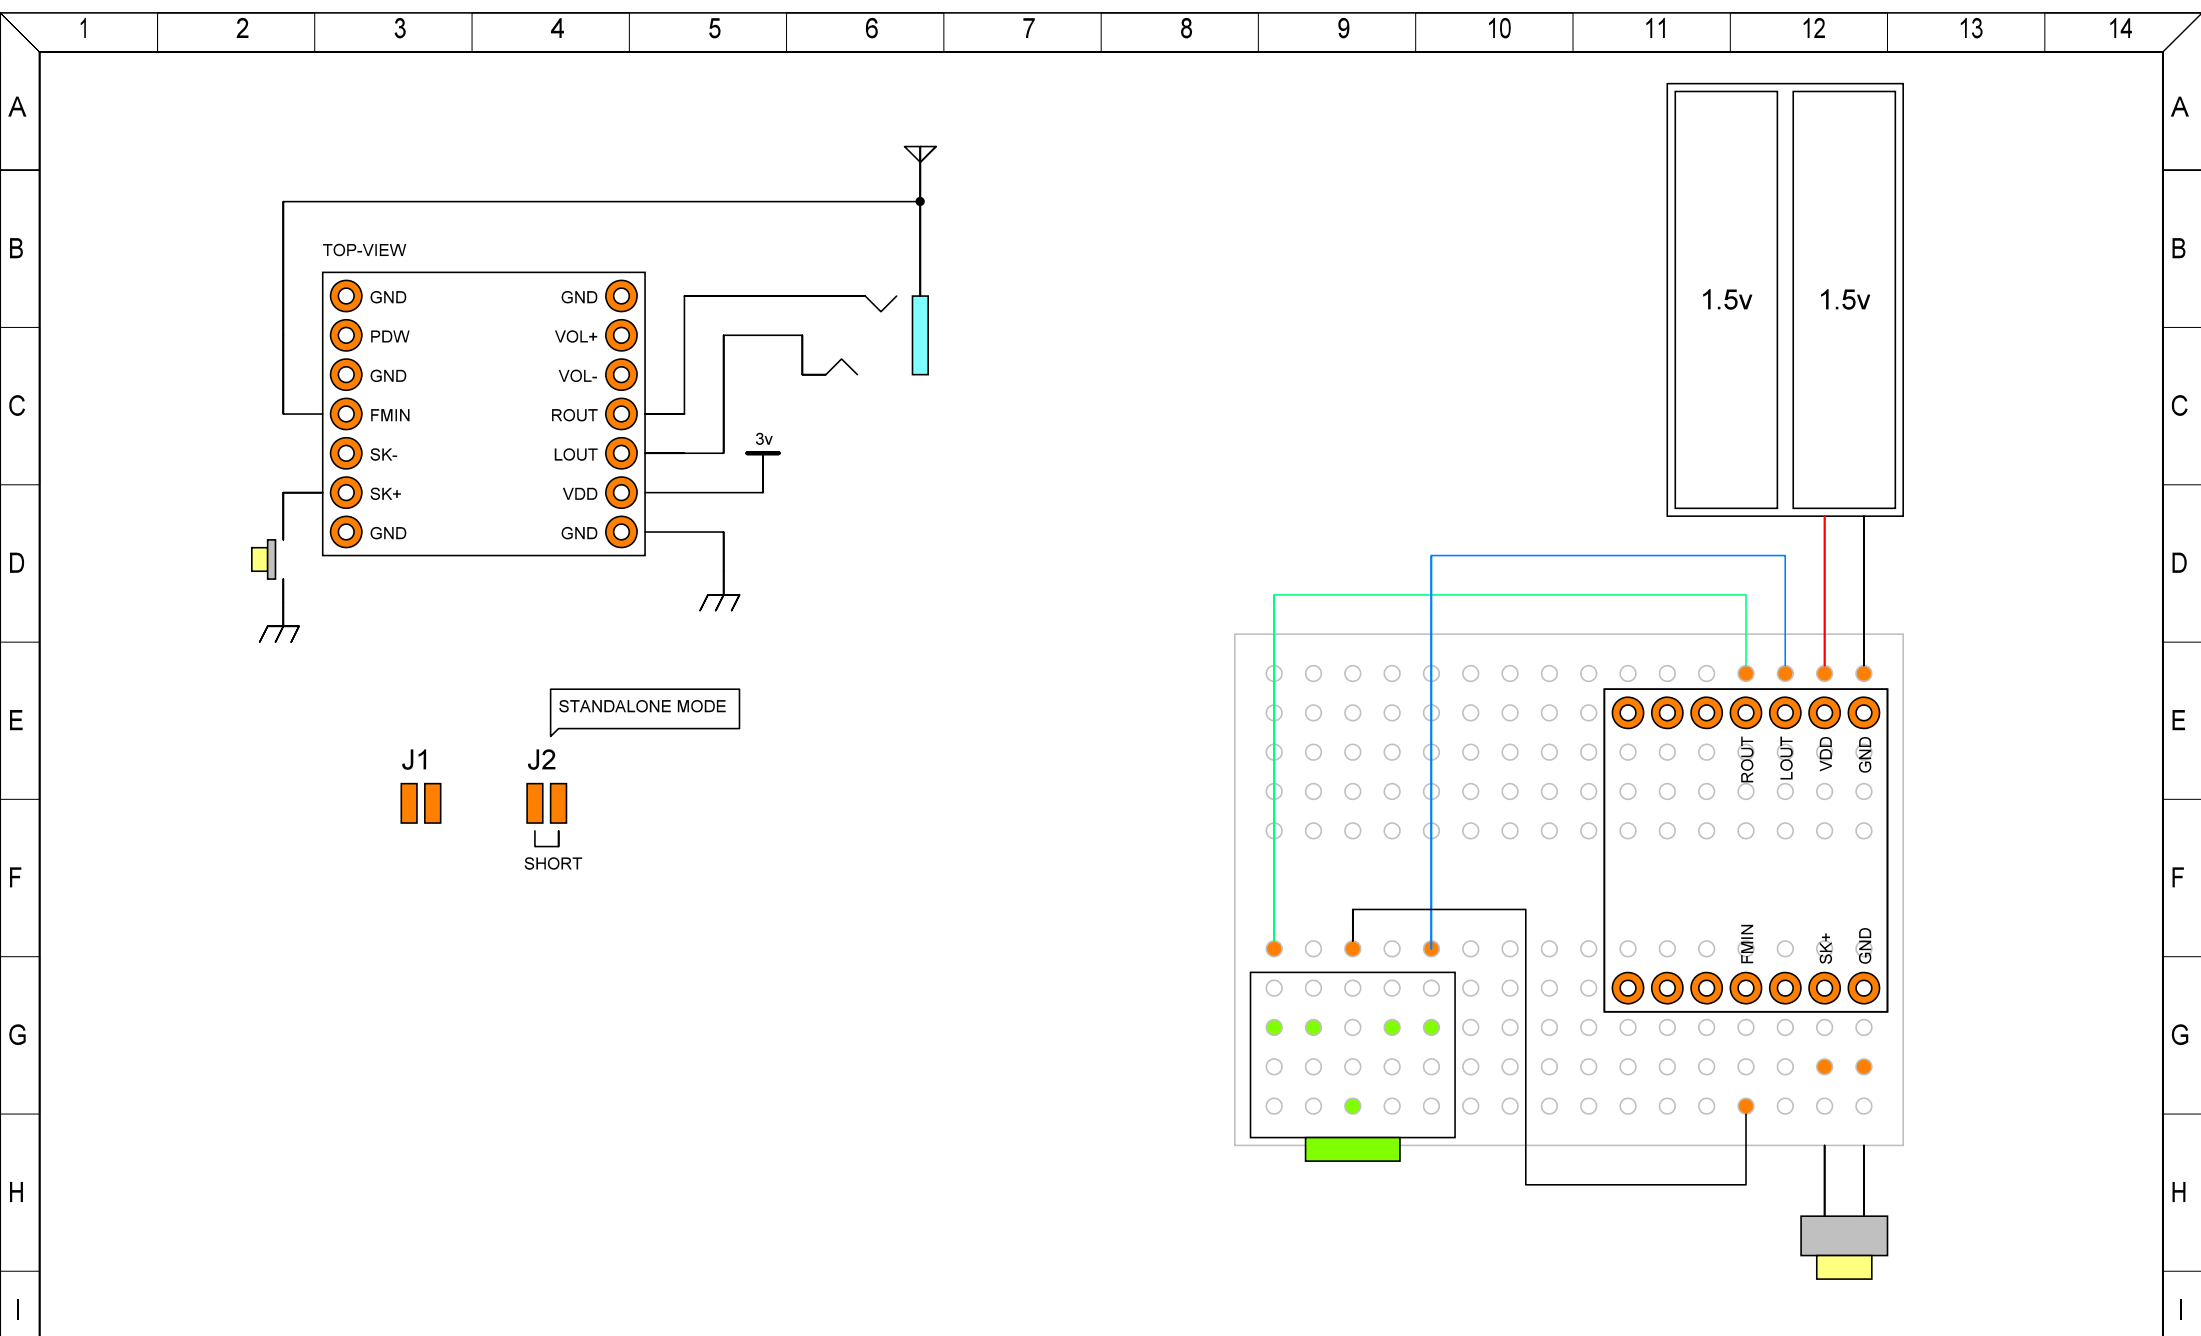 1 2 3 4 5 6 7 8 9 10 11 12 13 14
A A
B B
TOP-VIEW
GND GND
PDW VOL+
GND VOL-
FMIN ROUT
SK- LOUT
SK+ VDD
GND GND
3v
1.5v 1.5v
C C
D D
STANDALONE MODE
E E
J1 J2
SHORT
ROUT LOUT VDD GND
F F
FMIN SK+ GND
G G
H H
I I